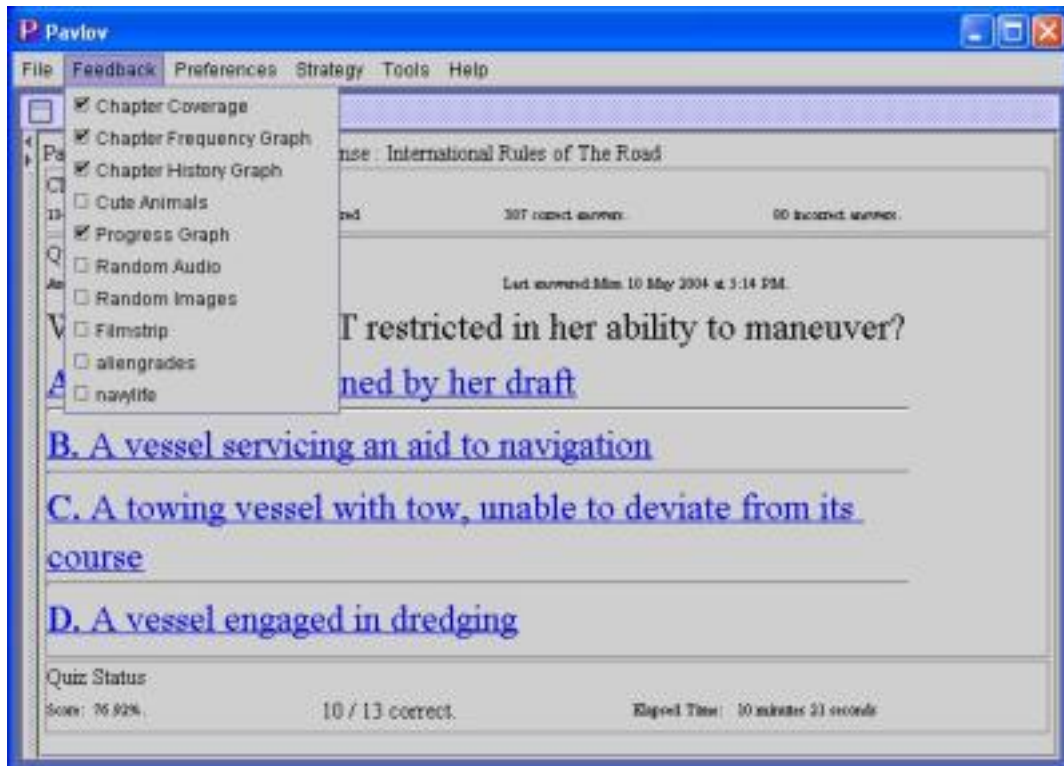 Pavlov
File Feedback Preferences Strategy Tools Help
Chapter Coverage
Chapter Frequency Graph
Chapter History Graph
Cute Animals
Progress Graph
Random Audio
Random Images
Filmstrip
aliengrades
navylife
Pa nse : International Rules of The Road
307 correct answers. 90 incorrect answers.
Last answered Mon 10 May 2004 at 3:14 PM.
T restricted in her ability to maneuver?
A ned by her draft
B. A vessel servicing an aid to navigation
C. A towing vessel with tow, unable to deviate from its
course
D. A vessel engaged in dredging
Quiz Status
Score: 76.92%. 10 / 13 correct. Elapsed Time: 10 minutes 21 seconds